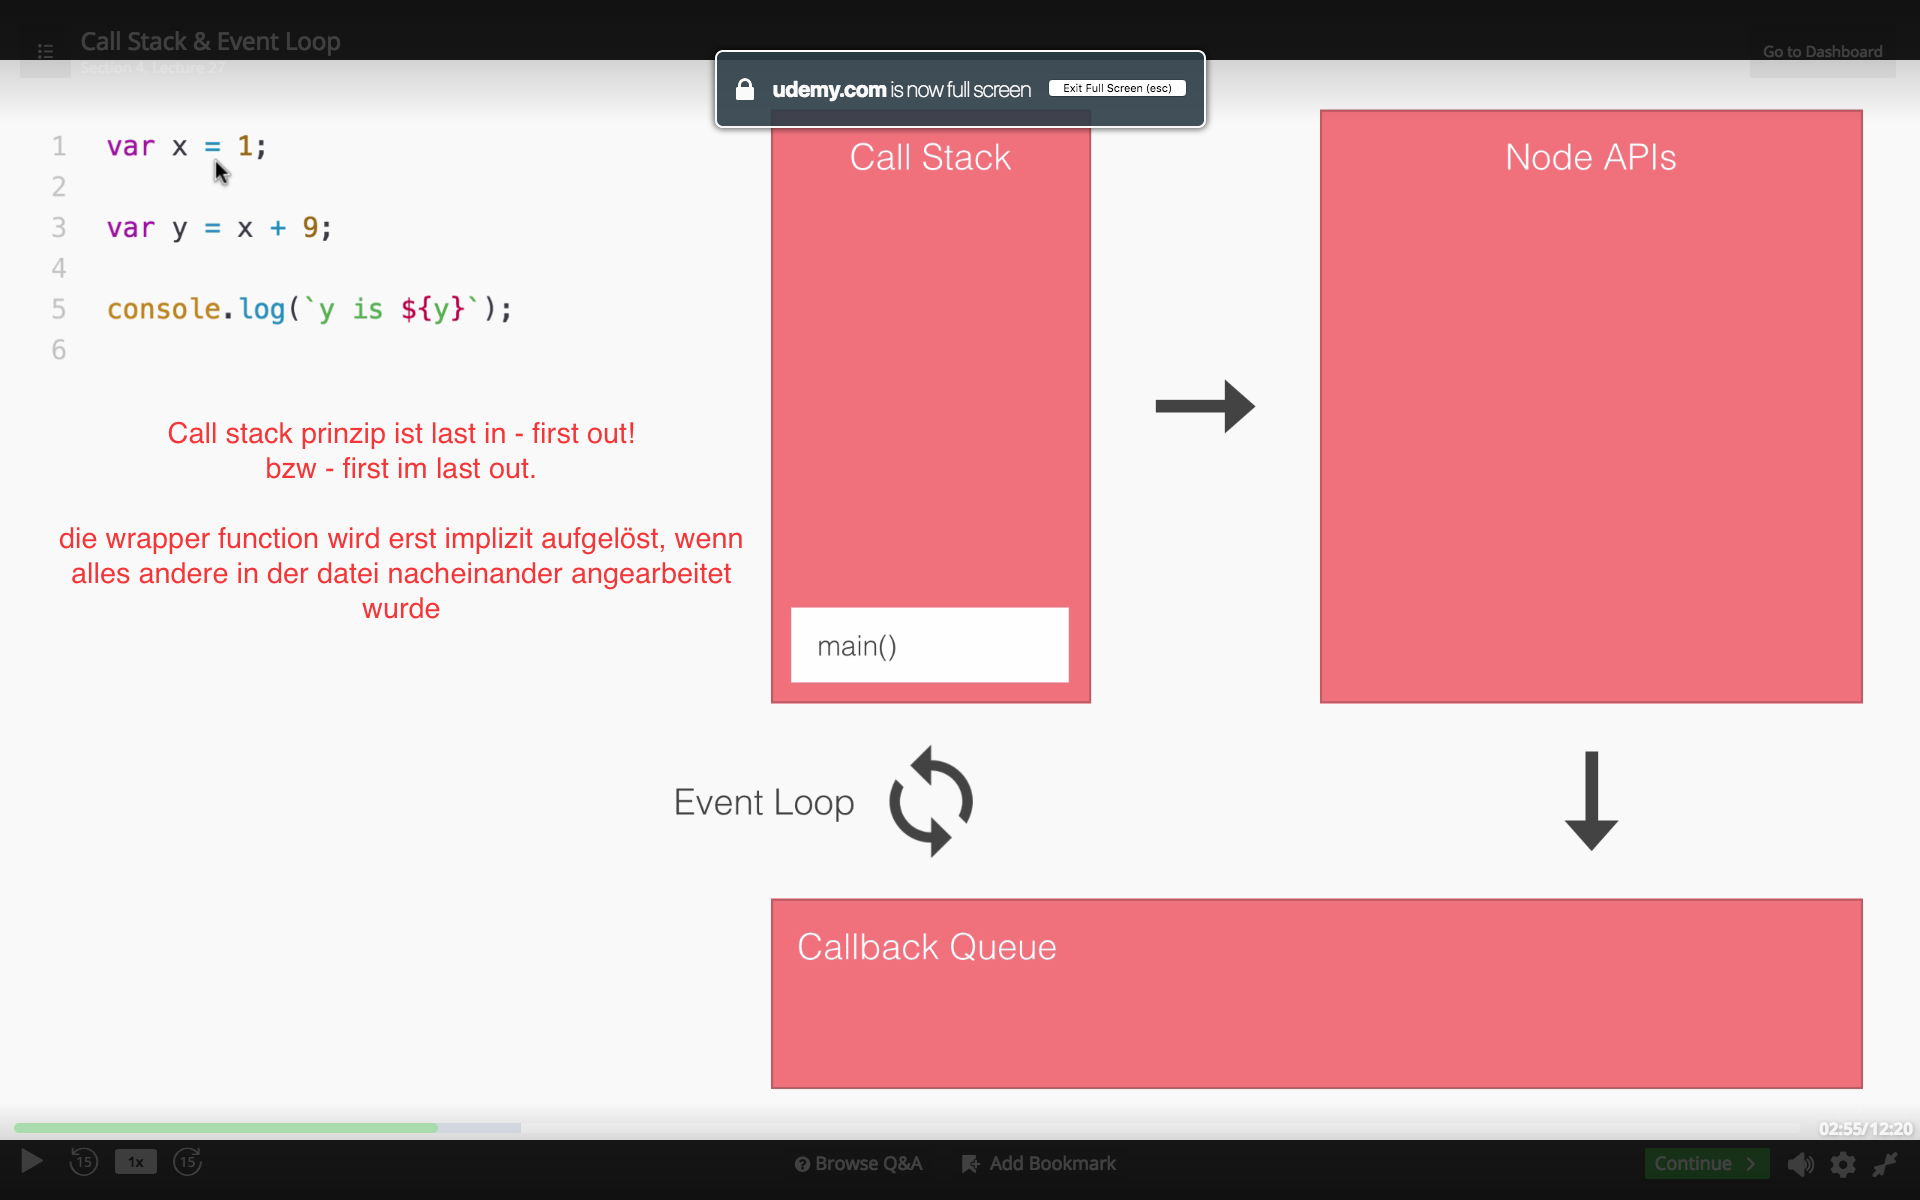 Call Stack & Event Loop
Section 4, Lecture 27
Go to Dashboard
udemy.com is now full screen
Exit Full Screen (esc)
1 var x = 1;
2
3 var y = x + 9;
4
5 console.log(`y is ${y}`);
6
Call stack prinzip ist last in - first out!
bzw - first im last out.
die wrapper function wird erst implizit aufgelöst, wenn
alles andere in der datei nacheinander angearbeitet
wurde
Call Stack
main()
Node APIs
Event Loop
Callback Queue
02:55/12:20
15
1x
15
Browse Q&A
Add Bookmark
Continue